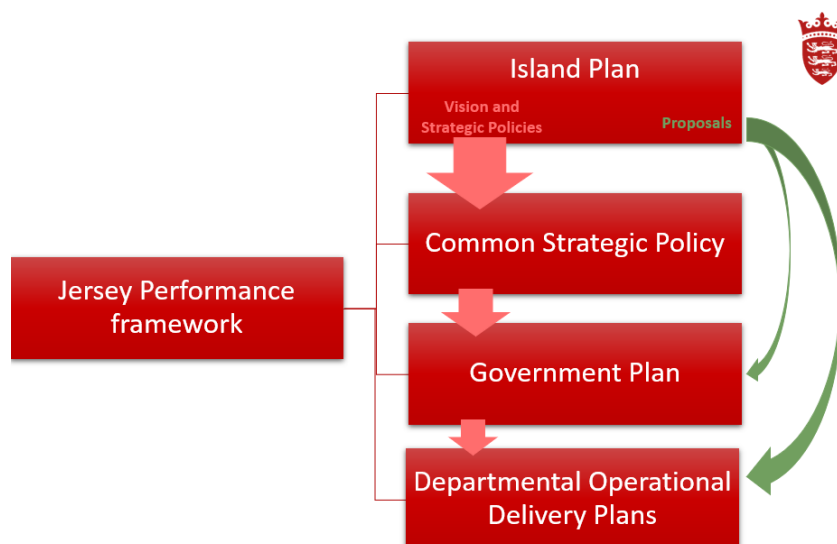 Island Plan
Vision and
Strategic Policies
Proposals
Common Strategic Policy
Jersey Performance
framework
Government Plan
Departmental Operational
Delivery Plans